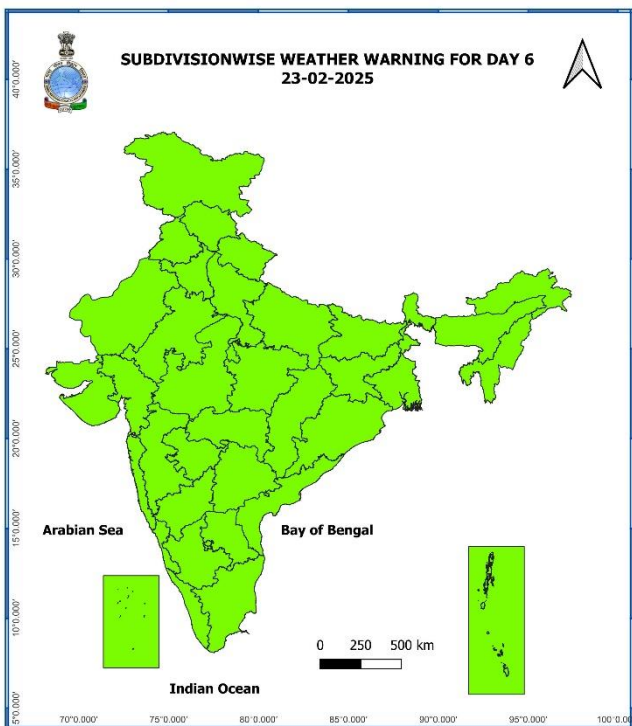 SUBDIVISIONWISE WEATHER WARNING FOR DAY 6
23-02-2025
40°0.000'
35°0.000'
30°0.000'
25°0.000'
20°0.000'
15°0.000'
10°0.000'
5°0.000'
Arabian Sea
Bay of Bengal
0 250 500 km
Indian Ocean
70°0.000' 75°0.000' 80°0.000' 85°0.000' 90°0.000' 95°0.000' 100°0.0